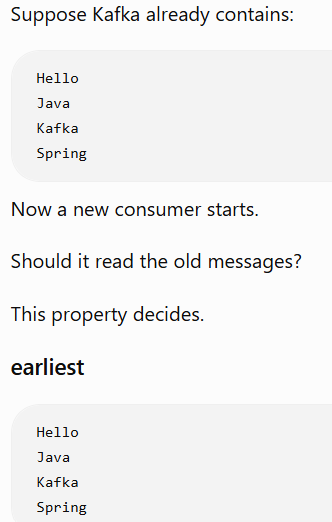 Suppose Kafka already contains:
Hello
Java
Kafka
Spring
Now a new consumer starts.
Should it read the old messages?
This property decides.
earliest
Hello
Java
Kafka
Spring